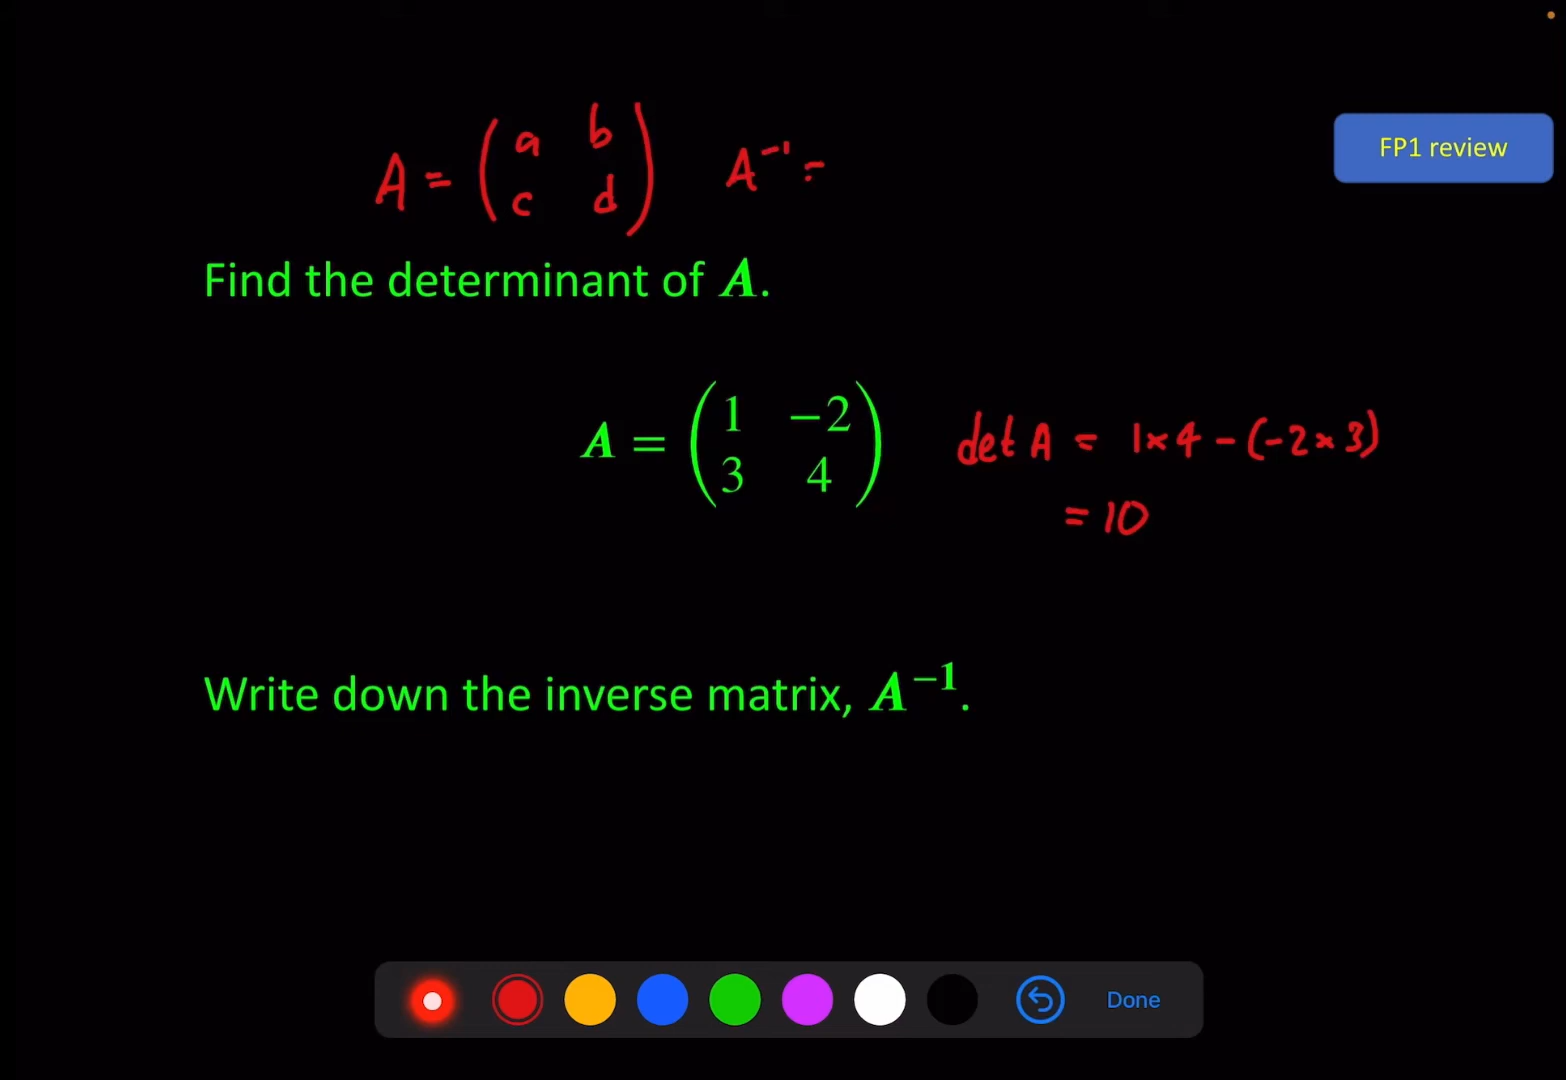 FP1 review
A = ( a b
c d ) A⁻¹ =
Find the determinant of A.
A = ( 1 −2
3 4 )
det A = 1 × 4 - (-2 × 3)
= 10
Write down the inverse matrix, A⁻¹.
Done